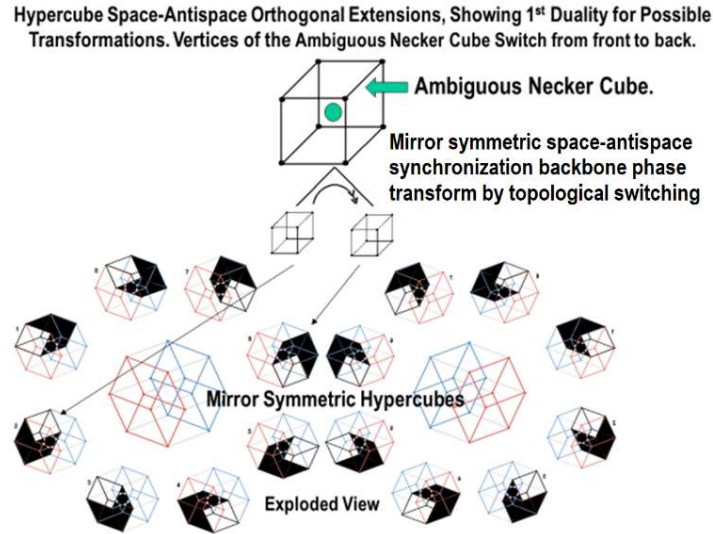 Hypercube Space-Antispace Orthogonal Extensions, Showing 1st Duality for Possible
Transformations. Vertices of the Ambiguous Necker Cube Switch from front to back.
Ambiguous Necker Cube.
Mirror symmetric space-antispace
synchronization backbone phase
transform by topological switching
Mirror Symmetric Hypercubes
Exploded View